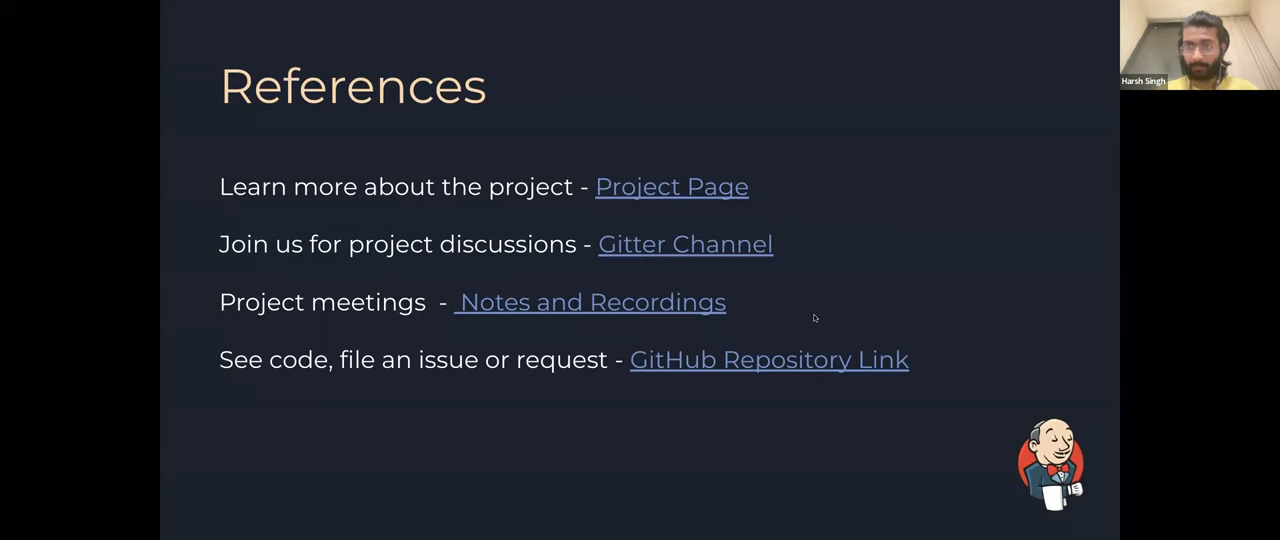 References
Harsh Singh
Learn more about the project - Project Page
Join us for project discussions - Gitter Channel
Project meetings  -  Notes and Recordings
See code, file an issue or request - GitHub Repository Link